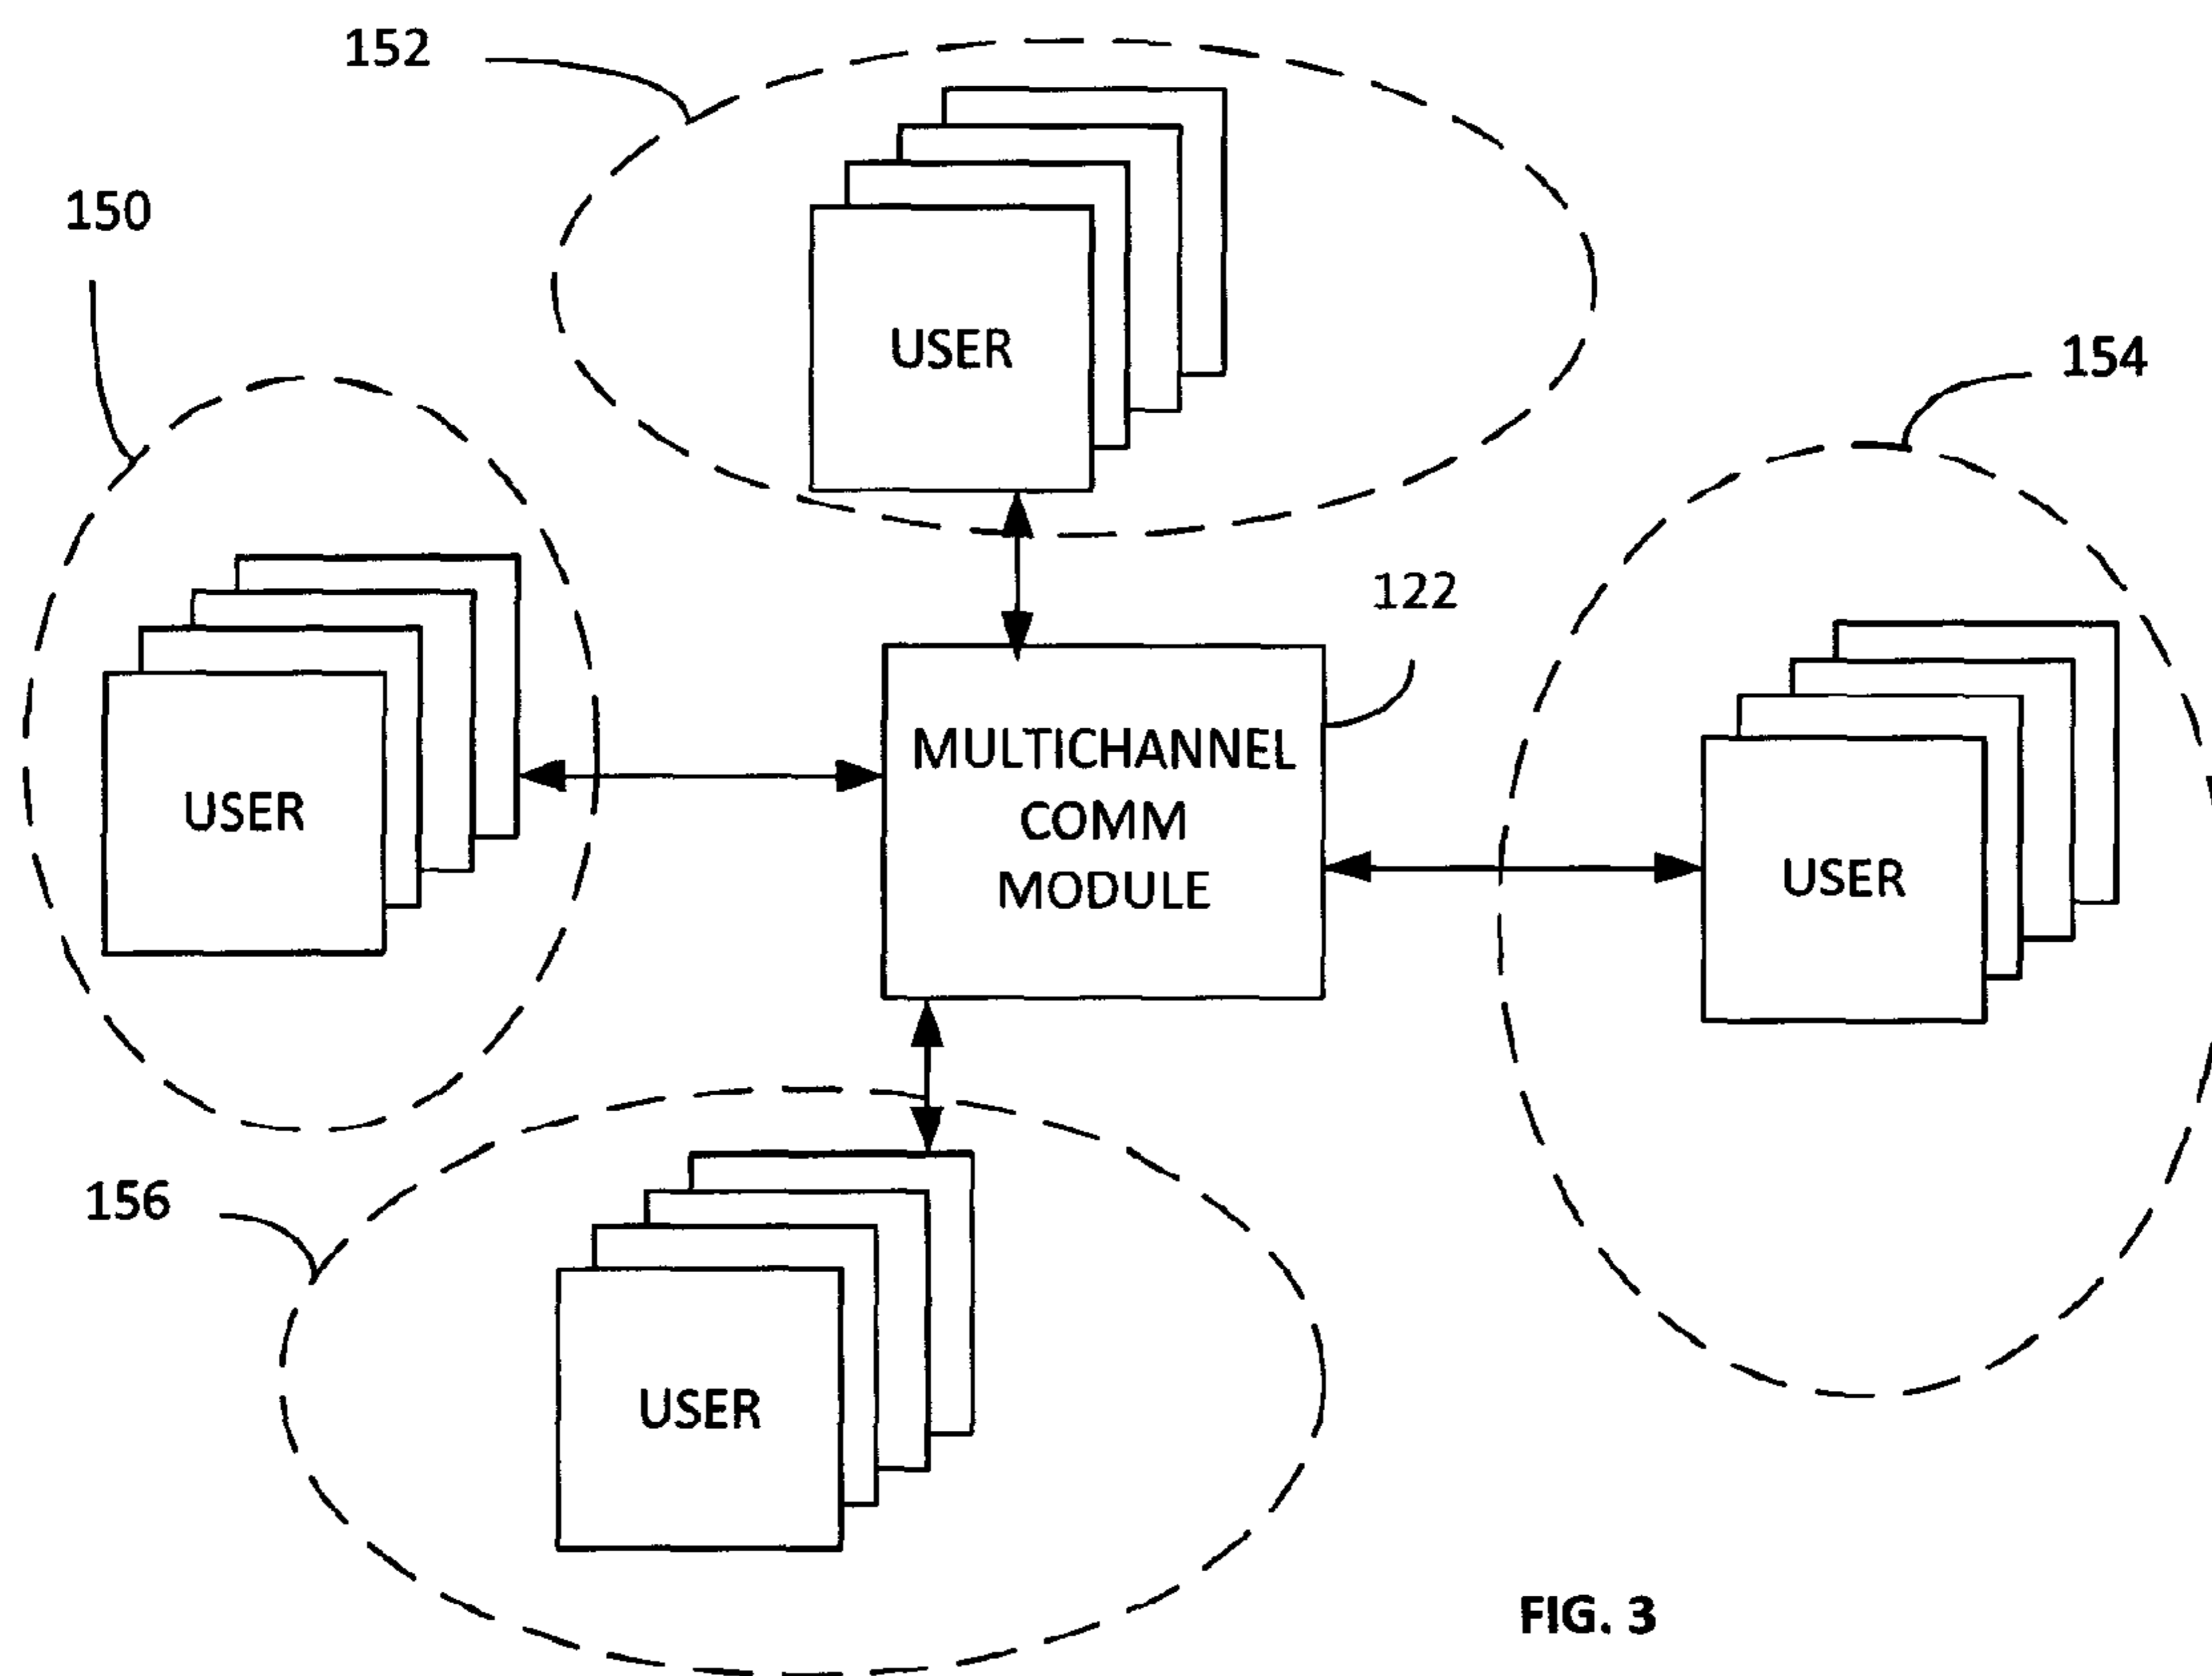 152
150
USER
154
122
MULTICHANNEL
COMM
MODULE
USER
USER
156
USER
FIG. 3